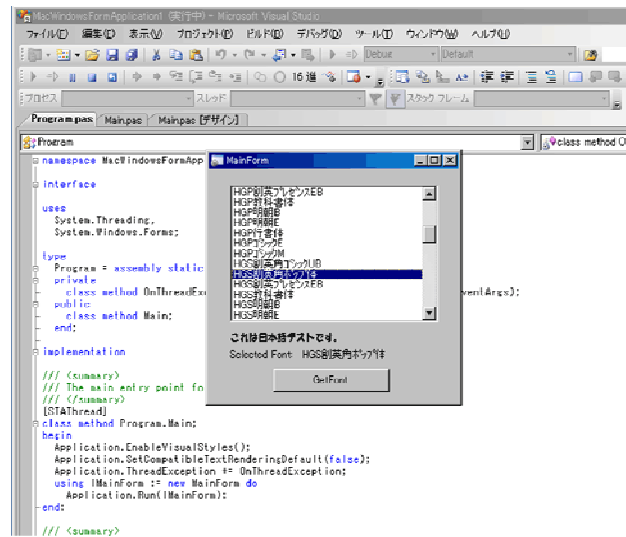 MacWindowsFormApplication1 (実行中) - Microsoft Visual Studio
ファイル(F) 編集(E) 表示(V) プロジェクト(P) ビルド(B) デバッグ(D) ツール(T) ウィンドウ(W) ヘルプ(H)
Debug Default
16 進
プロセス スレッド: スタック フレーム
Program.pas Main.pas Main.pas [デザイン]
Program class method O
namespace MacWindowsFormApp
interface
uses
System.Threading,
System.Windows.Forms;
type
Program = assembly static
private
class method OnThreadEx ventArgs);
public
class method Main;
end;
implementation
/// <summary>
/// The main entry point fo
/// </summary>
[STAThread]
class method Program.Main;
begin
Application.EnableVisualStyles();
Application.SetCompatibleTextRenderingDefault(false);
Application.ThreadException += OnThreadException;
using lMainForm := new MainForm do
Application.Run(lMainForm);
end;
/// <summary>
MainForm
HGP創英プレゼンスEB
HGP教科書体
HGP明朝B
HGP明朝E
HGP行書体
HGPゴシックE
HGPゴシックM
HGS創英角ゴシックUB
HGS創英角ポップ体
HGS創英プレゼンスEB
HGS教科書体
HGS明朝B
HGS明朝E
これは日本語テストです。
Selected Font HGS創英角ポップ体
GetFont